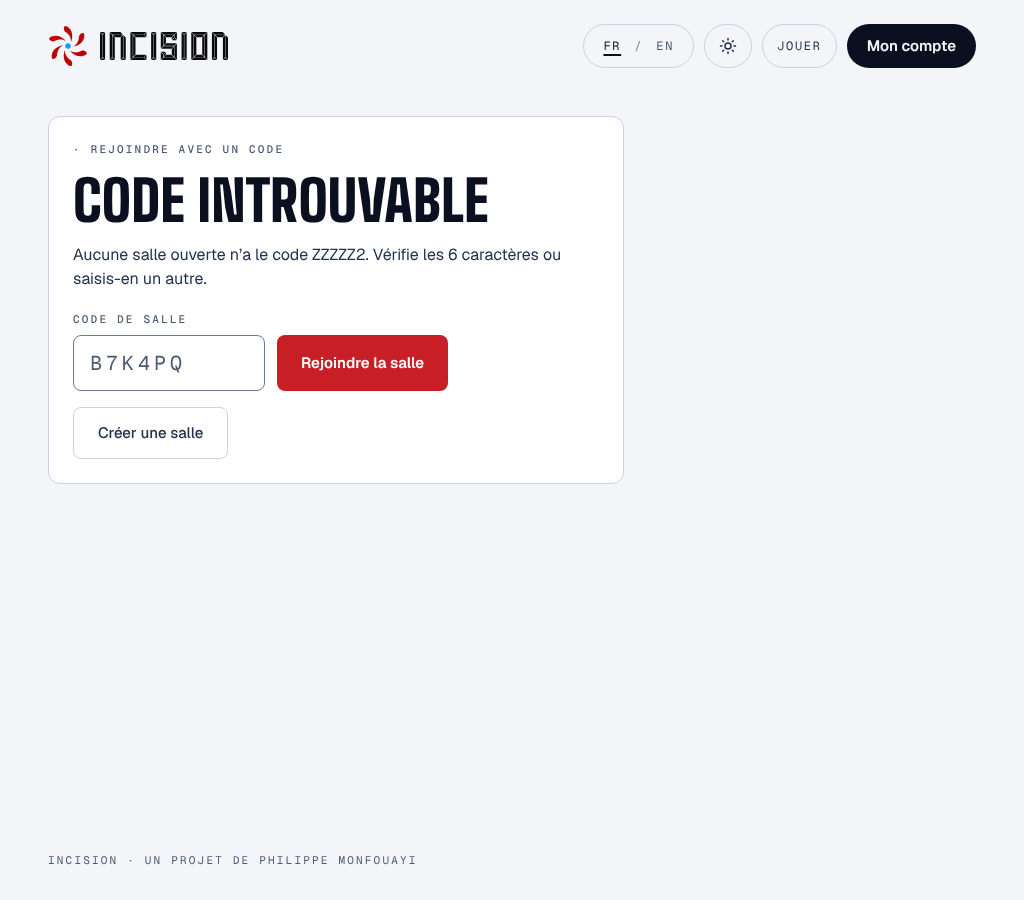 INCISION
FR / EN
JOUER
Mon compte
· REJOINDRE AVEC UN CODE
CODE INTROUVABLE
Aucune salle ouverte n’a le code ZZZZZ2. Vérifie les 6 caractères ou
saisis-en un autre.
CODE DE SALLE
B7K4PQ
Rejoindre la salle
Créer une salle
INCISION · UN PROJET DE PHILIPPE MONFOUAYI